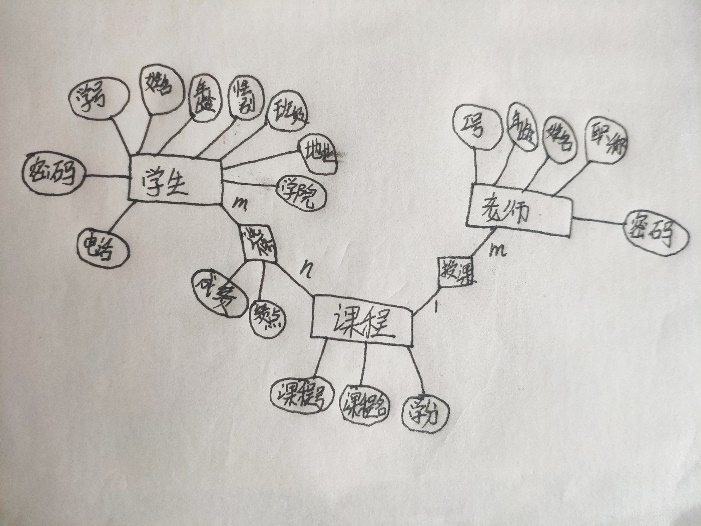 学号
姓名
年龄
性别
班级
地址
学院
密码
电话
学生
m
n
成绩
绩点
课程
课程号
课程名
学分
1
授课
m
老师
工号
年龄
姓名
职称
密码